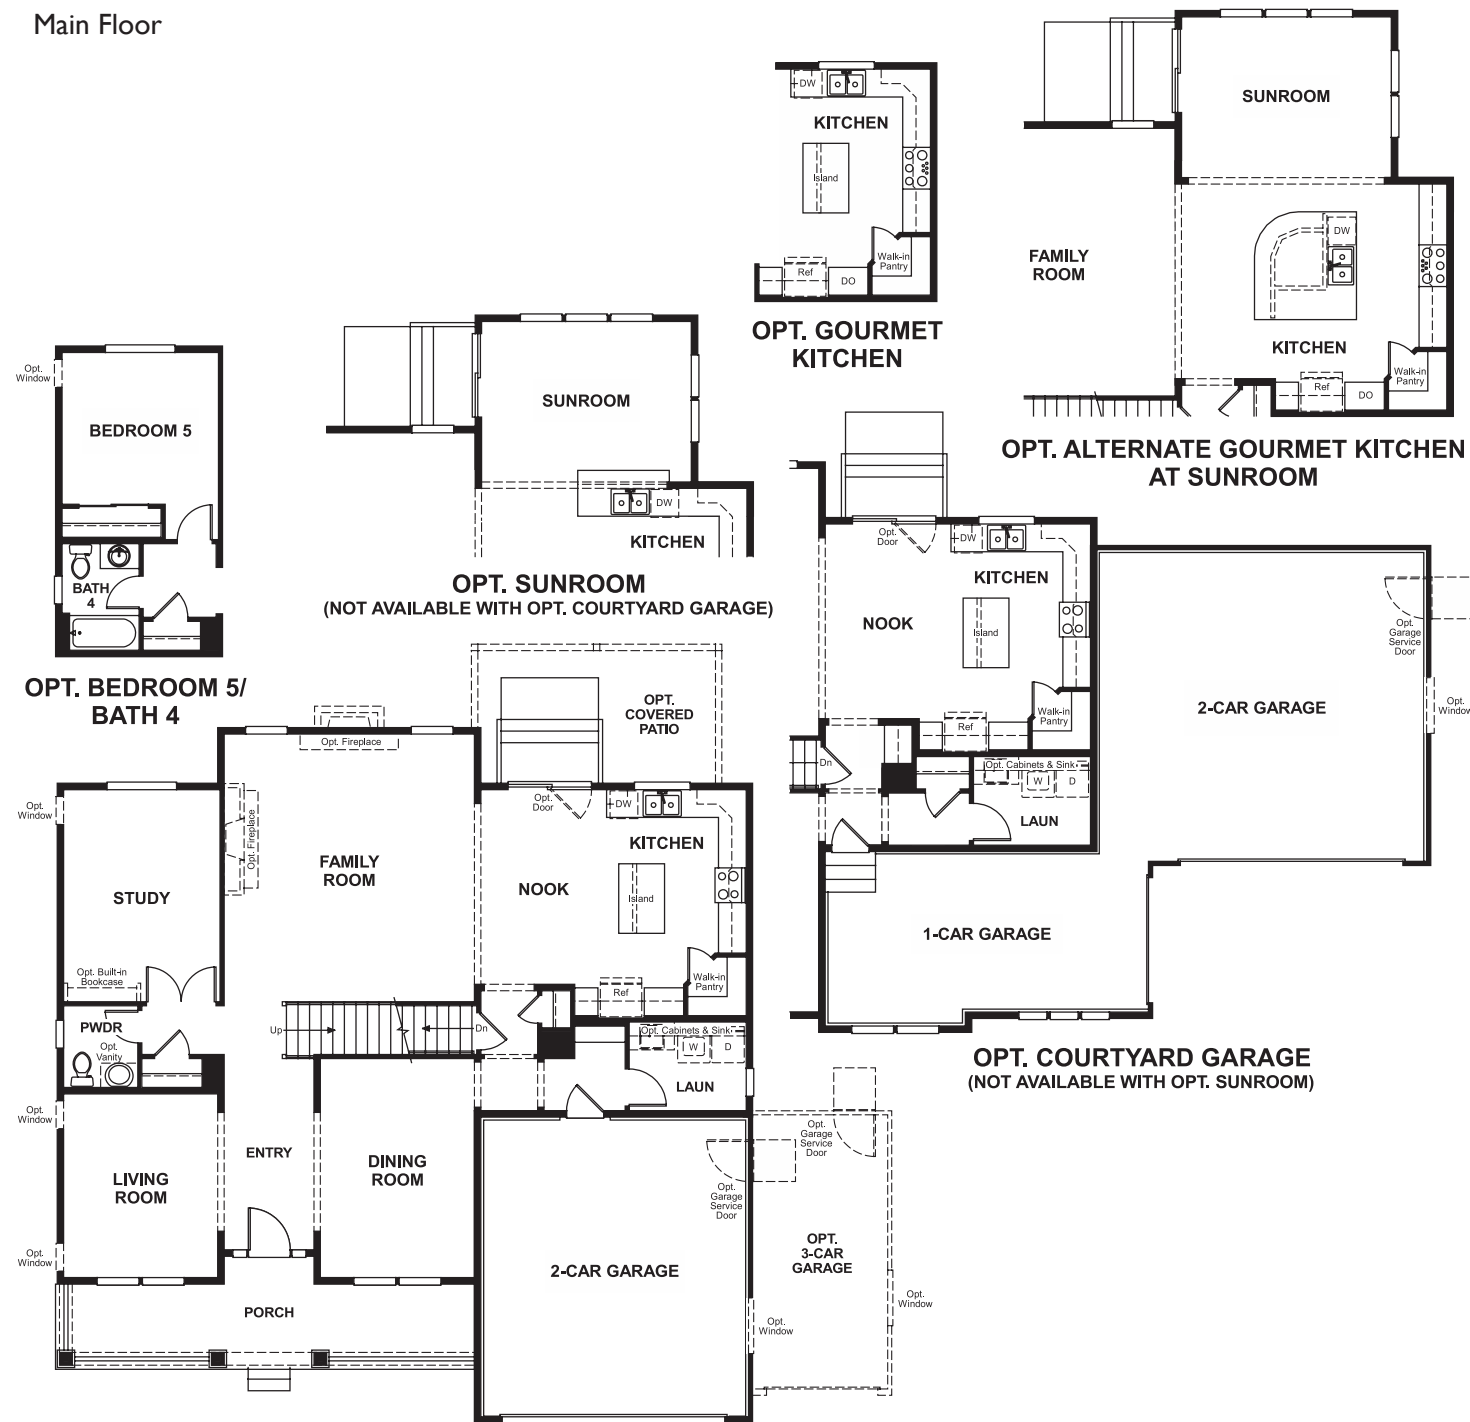 Main Floor
DW
KITCHEN
Island
Walk-in
Pantry
Ref
DO
OPT. GOURMET
KITCHEN
SUNROOM
FAMILY
ROOM
DW
KITCHEN
Walk-in
Pantry
Ref
DO
OPT. ALTERNATE GOURMET KITCHEN
AT SUNROOM
Opt.
Window
BEDROOM 5
BATH
4
OPT. BEDROOM 5/
BATH 4
SUNROOM
DW
KITCHEN
OPT. SUNROOM
(NOT AVAILABLE WITH OPT. COURTYARD GARAGE)
Opt.
Door
DW
KITCHEN
NOOK
Island
Walk-in
Pantry
Ref
Dn
Opt. Cabinets & Sink
W
D
LAUN
Opt.
Garage
Service
Door
2-CAR GARAGE
Opt.
Window
1-CAR GARAGE
OPT. COURTYARD GARAGE
(NOT AVAILABLE WITH OPT. SUNROOM)
OPT.
COVERED
PATIO
Opt. Fireplace
Opt.
Window
Opt. Fireplace
Opt.
Door
DW
KITCHEN
FAMILY
ROOM
NOOK
Island
STUDY
Opt. Built-in
Bookcase
Walk-in
Pantry
Ref
PWDR
Opt.
Vanity
Up
Dn
Opt. Cabinets & Sink
W
D
LAUN
Opt.
Window
LIVING
ROOM
ENTRY
DINING
ROOM
Opt.
Garage
Service
Door
Opt.
Garage
Service
Door
Opt.
Window
2-CAR GARAGE
OPT.
3-CAR
GARAGE
Opt.
Window
Opt.
Window
PORCH